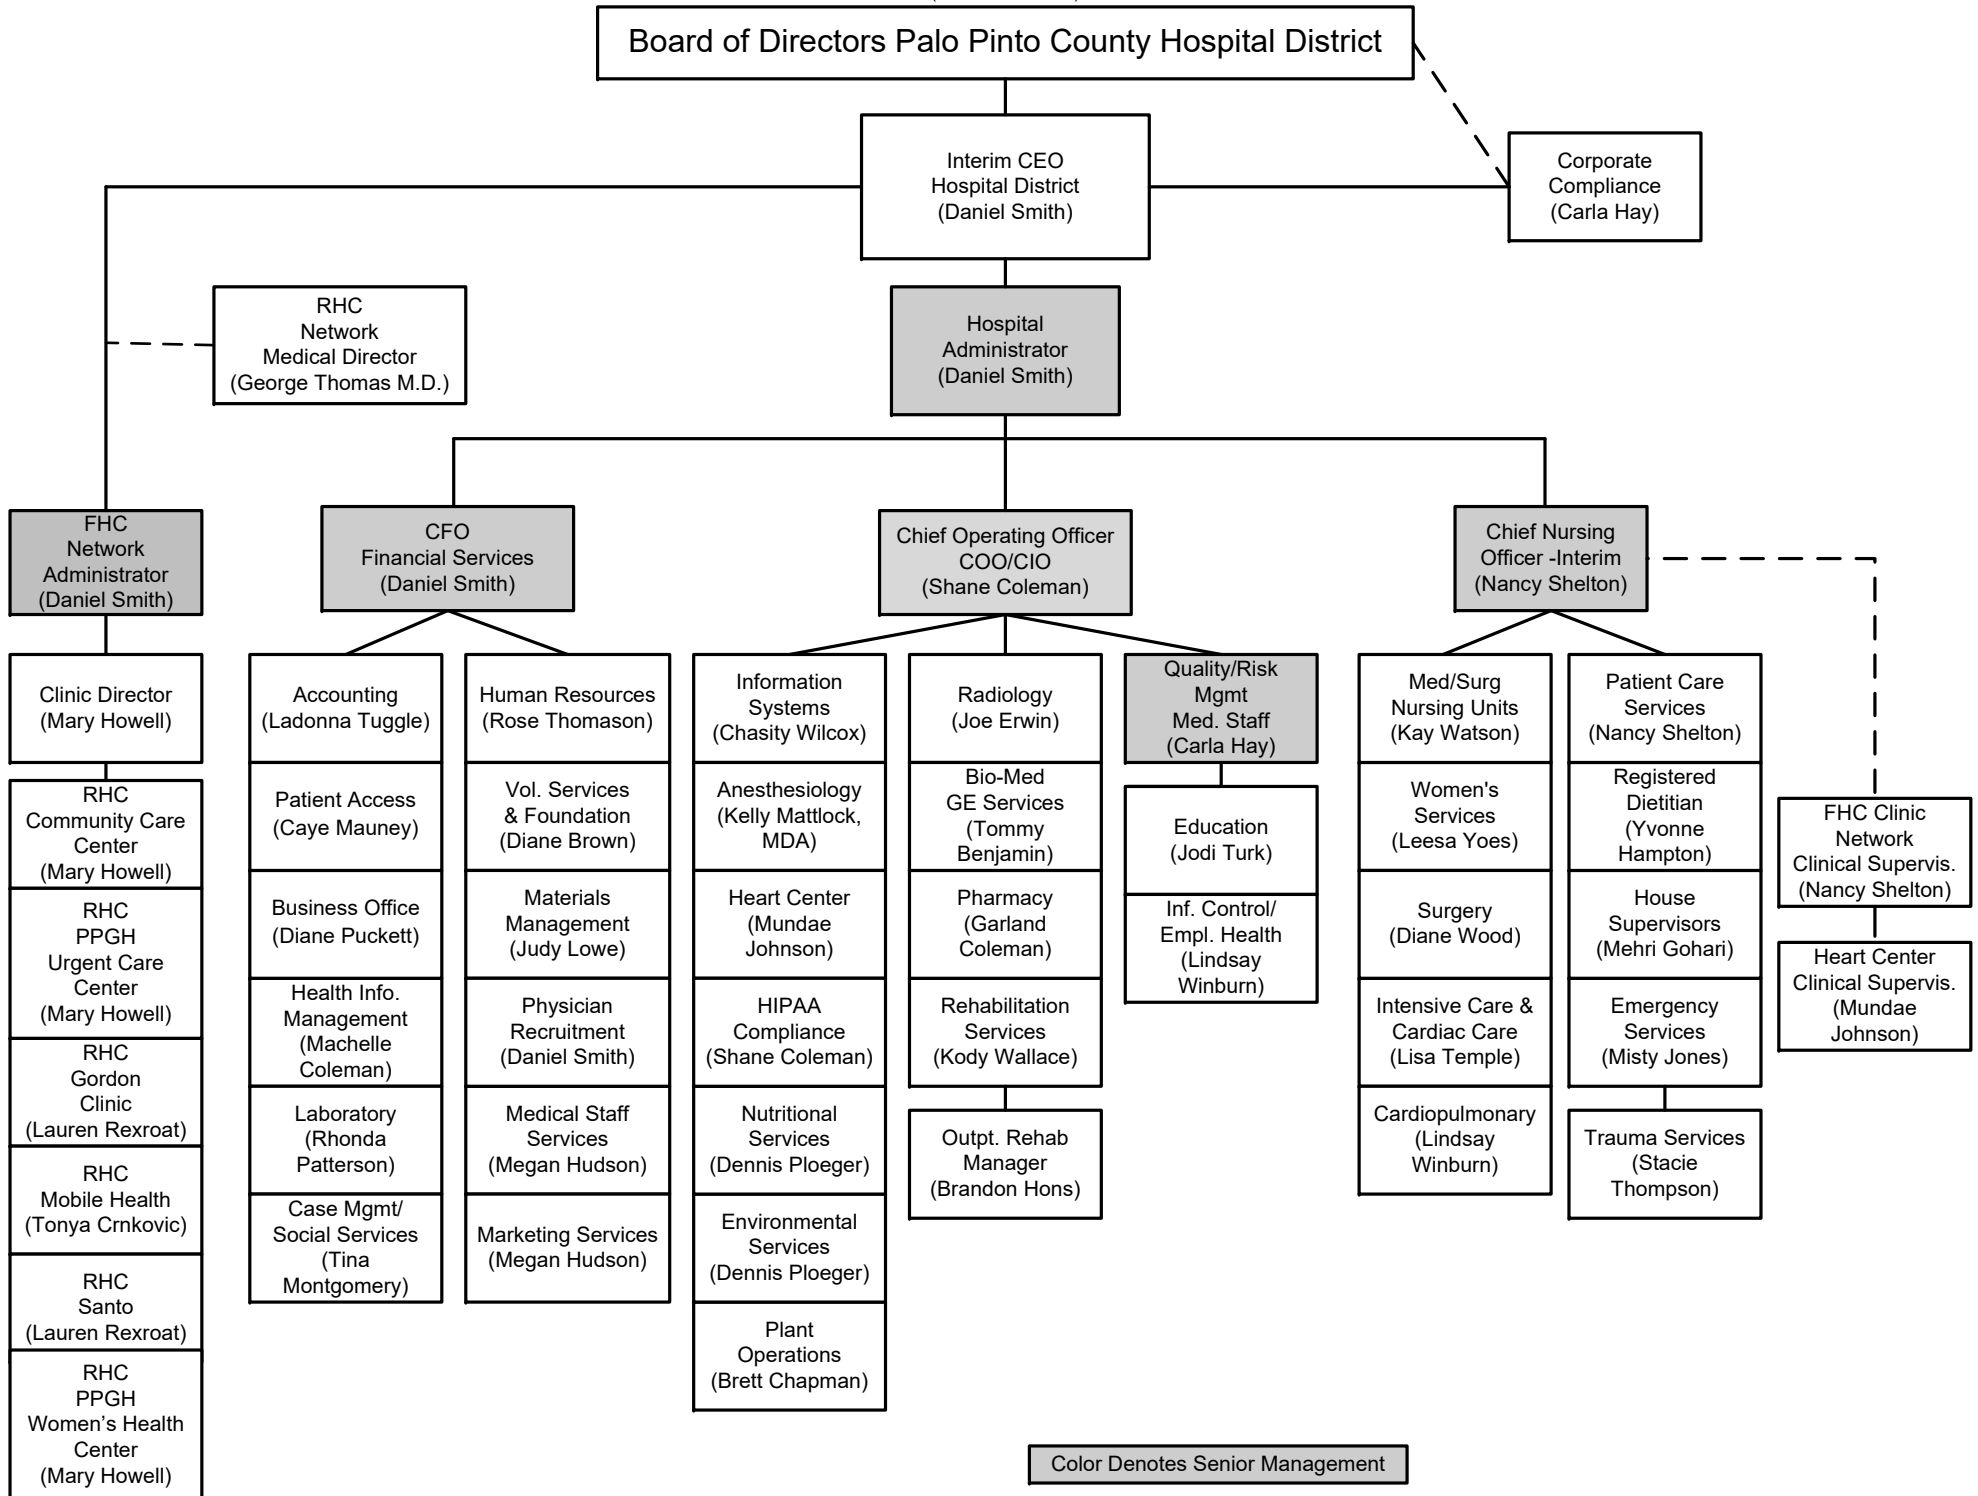 Board of Directors Palo Pinto County Hospital District
Interim CEO
Hospital District
(Daniel Smith)
Corporate
Compliance
(Carla Hay)
RHC
Network
Medical Director
(George Thomas M.D.)
Hospital
Administrator
(Daniel Smith)
FHC
Network
Administrator
(Daniel Smith)
CFO
Financial Services
(Daniel Smith)
Chief Operating Officer
COO/CIO
(Shane Coleman)
Chief Nursing
Officer -Interim
(Nancy Shelton)
Clinic Director
(Mary Howell)
RHC
Community Care
Center
(Mary Howell)
RHC
PPGH
Urgent Care
Center
(Mary Howell)
RHC
Gordon
Clinic
(Lauren Rexroat)
RHC
Mobile Health
(Tonya Crnkovic)
RHC
Santo
(Lauren Rexroat)
RHC
PPGH
Women’s Health
Center
(Mary Howell)
Accounting
(Ladonna Tuggle)
Patient Access
(Caye Mauney)
Business Office
(Diane Puckett)
Health Info.
Management
(Machelle
Coleman)
Laboratory
(Rhonda
Patterson)
Case Mgmt/
Social Services
(Tina
Montgomery)
Human Resources
(Rose Thomason)
Vol. Services
& Foundation
(Diane Brown)
Materials
Management
(Judy Lowe)
Physician
Recruitment
(Daniel Smith)
Medical Staff
Services
(Megan Hudson)
Marketing Services
(Megan Hudson)
Information
Systems
(Chasity Wilcox)
Anesthesiology
(Kelly Mattlock,
MDA)
Heart Center
(Mundae
Johnson)
HIPAA
Compliance
(Shane Coleman)
Nutritional
Services
(Dennis Ploeger)
Environmental
Services
(Dennis Ploeger)
Plant
Operations
(Brett Chapman)
Radiology
(Joe Erwin)
Bio-Med
GE Services
(Tommy
Benjamin)
Pharmacy
(Garland
Coleman)
Rehabilitation
Services
(Kody Wallace)
Outpt. Rehab
Manager
(Brandon Hons)
Quality/Risk
Mgmt
Med. Staff
(Carla Hay)
Education
(Jodi Turk)
Inf. Control/
Empl. Health
(Lindsay
Winburn)
Med/Surg
Nursing Units
(Kay Watson)
Women's
Services
(Leesa Yoes)
Surgery
(Diane Wood)
Intensive Care &
Cardiac Care
(Lisa Temple)
Cardiopulmonary
(Lindsay
Winburn)
Patient Care
Services
(Nancy Shelton)
Registered
Dietitian
(Yvonne
Hampton)
House
Supervisors
(Mehri Gohari)
Emergency
Services
(Misty Jones)
Trauma Services
(Stacie
Thompson)
FHC Clinic
Network
Clinical Supervis.
(Nancy Shelton)
Heart Center
Clinical Supervis.
(Mundae
Johnson)
Color Denotes Senior Management